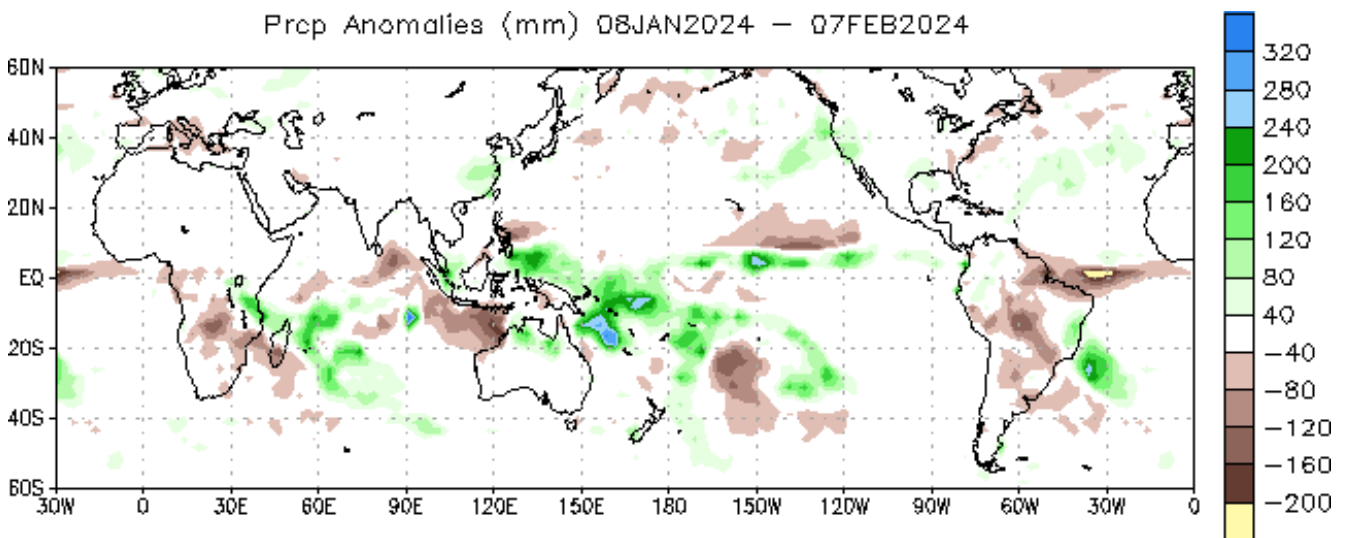 Prcp Anomalies (mm) 08JAN2024 – 07FEB2024
60N
40N
20N
EQ
20S
40S
60S
30W 0 30E 60E 90E 120E 150E 180 150W 120W 90W 60W 30W 0
320
280
240
200
160
120
80
40
−40
−80
−120
−160
−200